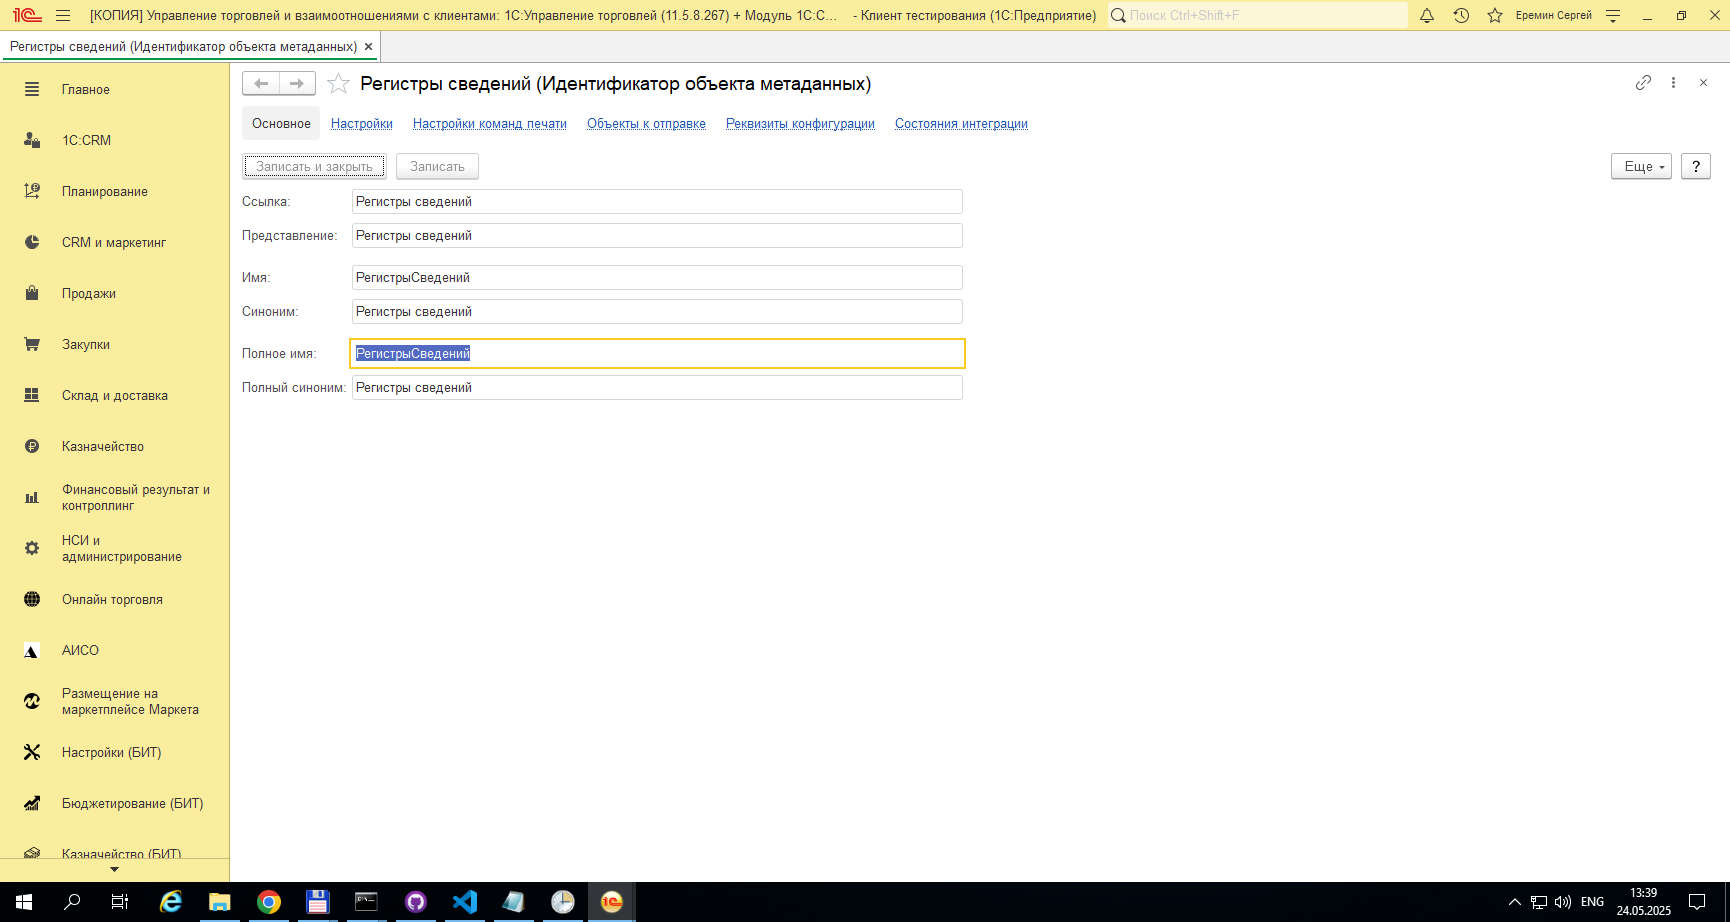 [КОПИЯ] Управление торговлей и взаимоотношениями с клиентами: 1С:Управление торговлей (11.5.8.267) + Модуль 1С:С... - Клиент тестирования (1С:Предприятие)
Поиск Ctrl+Shift+F
Еремин Сергей
Регистры сведений (Идентификатор объекта метаданных)
Главное
1С:CRM
Планирование
CRM и маркетинг
Продажи
Закупки
Склад и доставка
Казначейство
Финансовый результат и
контроллинг
НСИ и
администрирование
Онлайн торговля
АИСО
Размещение на
маркетплейсе Маркета
Настройки (БИТ)
Бюджетирование (БИТ)
Казначейство (БИТ)
Регистры сведений (Идентификатор объекта метаданных)
Основное Настройки Настройки команд печати Объекты к отправке Реквизиты конфигурации Состояния интеграции
Записать и закрыть Записать Еще ?
Ссылка: Регистры сведений
Представление: Регистры сведений
Имя: РегистрыСведений
Синоним: Регистры сведений
Полное имя: РегистрыСведений
Полный синоним: Регистры сведений
ENG
13:39
24.05.2025